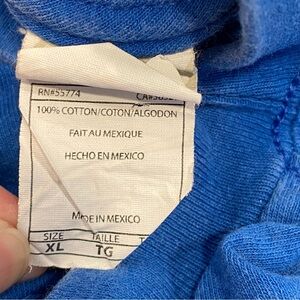 RN#55774
100% COTTON/COTON/ALGODON
FAIT AU MEXIQUE
HECHO EN MEXICO
MADE IN MEXICO
SIZE TAILLE
XL TG